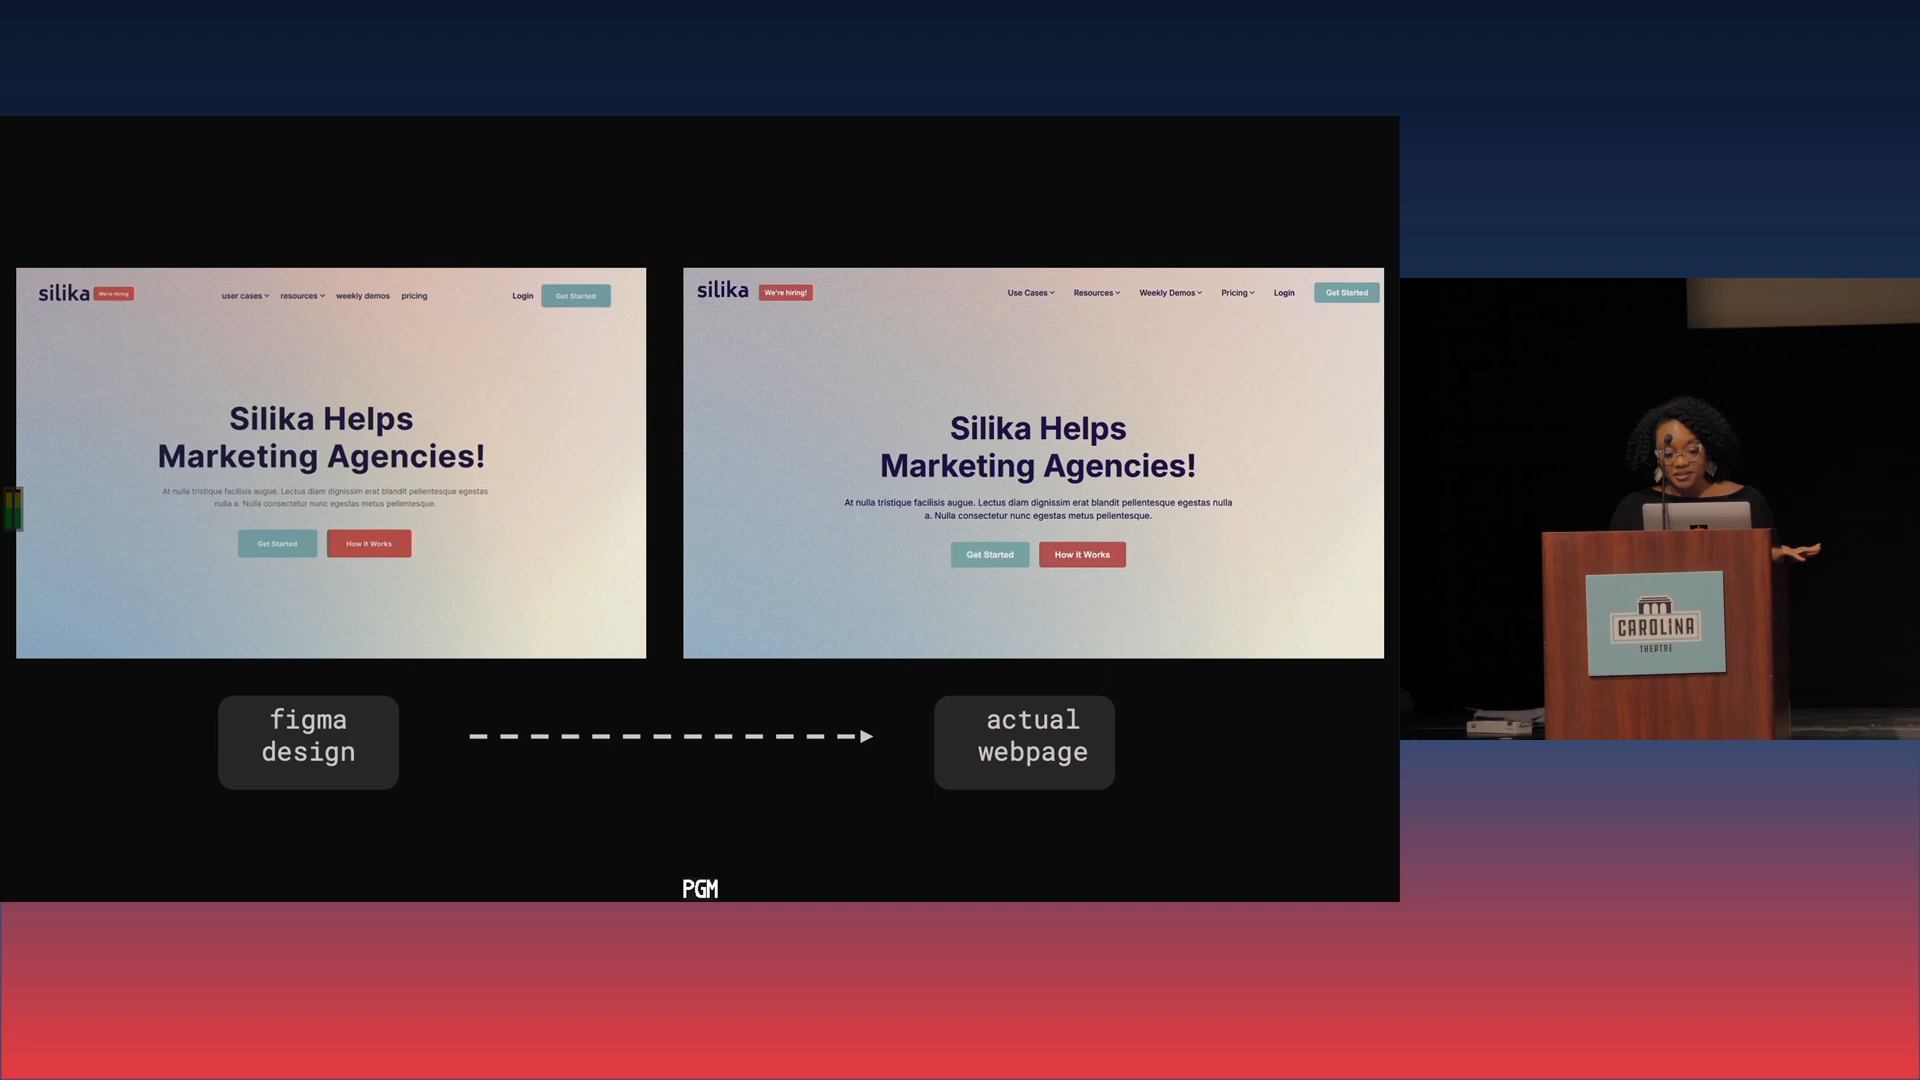 silika
We're Hiring
user cases
resources
weekly demos
pricing
Login
Get Started
Silika Helps
Marketing Agencies!
At nulla tristique facilisis augue. Lectus diam dignissim erat blandit pellentesque egestas
nulla a. Nulla consectetur nunc egestas metus pellentesque.
Get Started
How It Works
silika
We're hiring!
Use Cases
Resources
Weekly Demos
Pricing
Login
Get Started
Silika Helps
Marketing Agencies!
At nulla tristique facilisis augue. Lectus diam dignissim erat blandit pellentesque egestas nulla
a. Nulla consectetur nunc egestas metus pellentesque.
Get Started
How it Works
figma
design
actual
webpage
PGM
CAROLINA
THEATRE